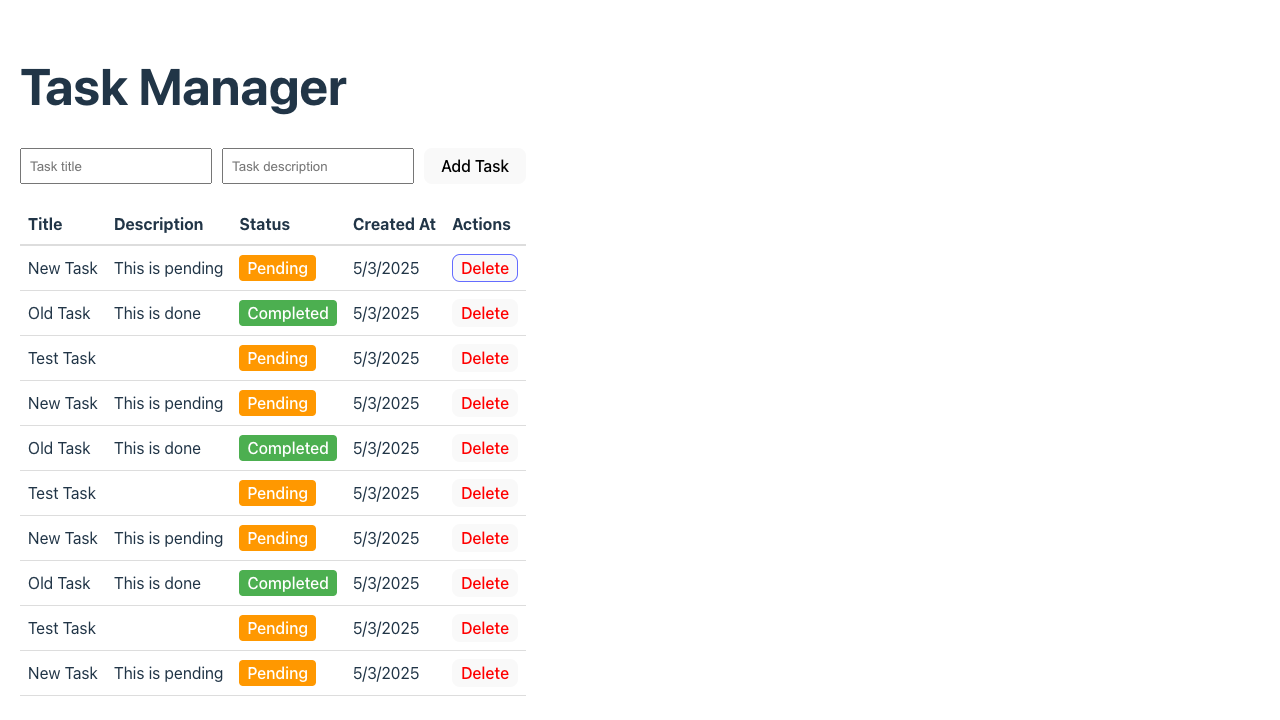 Task Manager
Task title Task description Add Task
Title Description Status Created At Actions
New Task This is pending Pending 5/3/2025 Delete
Old Task This is done Completed 5/3/2025 Delete
Test Task Pending 5/3/2025 Delete
New Task This is pending Pending 5/3/2025 Delete
Old Task This is done Completed 5/3/2025 Delete
Test Task Pending 5/3/2025 Delete
New Task This is pending Pending 5/3/2025 Delete
Old Task This is done Completed 5/3/2025 Delete
Test Task Pending 5/3/2025 Delete
New Task This is pending Pending 5/3/2025 Delete